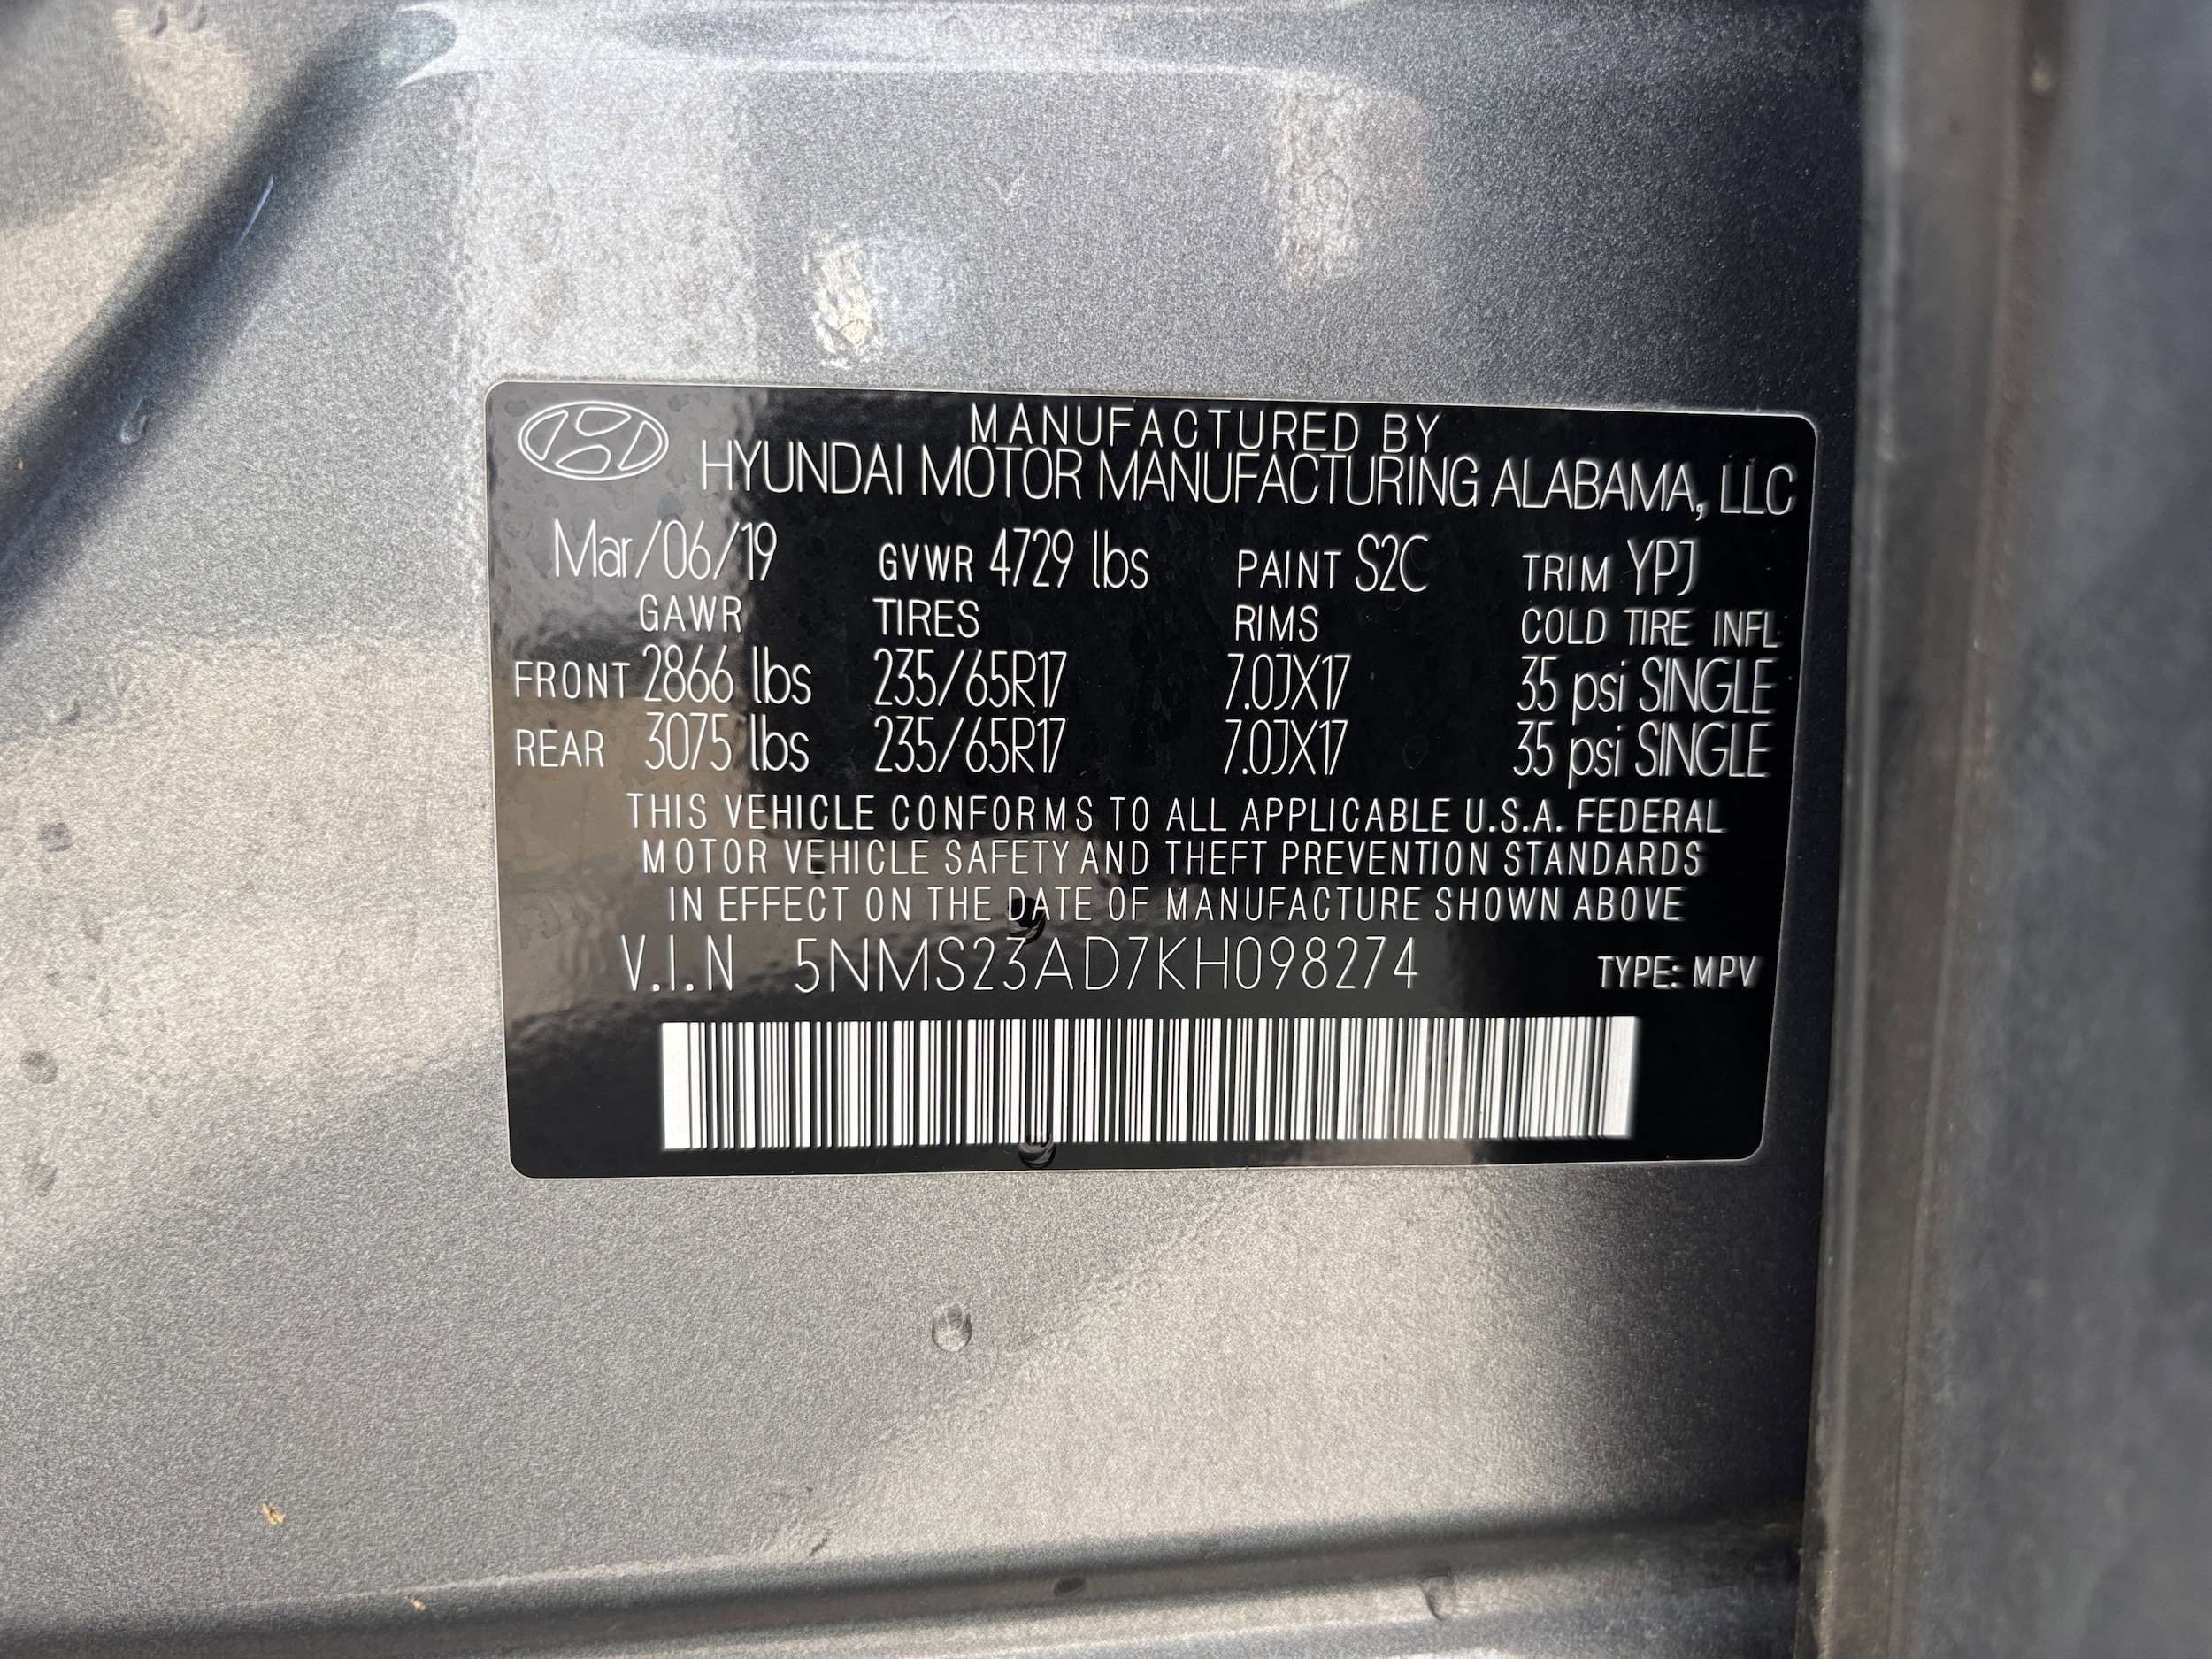 MANUFACTURED BY
HYUNDAI MOTOR MANUFACTURING ALABAMA, LLC
Mar/06/19 GVWR 4729 lbs PAINT S2C TRIM YPJ
GAWR TIRES RIMS COLD TIRE INFL
FRONT 2866 lbs 235/65R17 7.0JX17 35 psi SINGLE
REAR 3075 lbs 235/65R17 7.0JX17 35 psi SINGLE
THIS VEHICLE CONFORMS TO ALL APPLICABLE U.S.A. FEDERAL
MOTOR VEHICLE SAFETY AND THEFT PREVENTION STANDARDS
IN EFFECT ON THE DATE OF MANUFACTURE SHOWN ABOVE
V.I.N 5NMS23AD7KH098274 TYPE: MPV